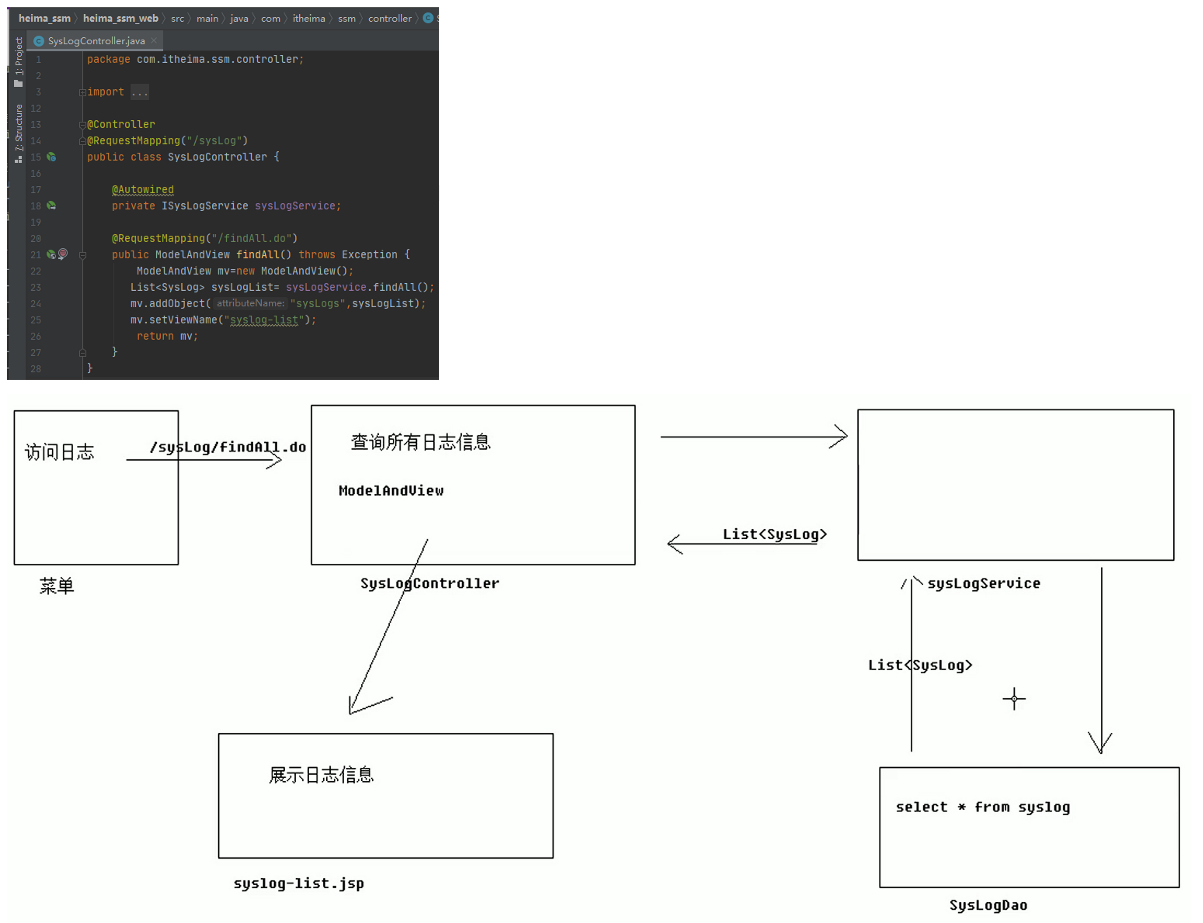 heima_ssm 〉 heima_ssm_web 〉 src 〉 main 〉 java 〉 com 〉 itheima 〉 ssm 〉 controller 〉 C S
SysLogController.java ×
1: Project
7: Structure
1 package com.itheima.ssm.controller;
2
3 import ...
12
13 @Controller
14 @RequestMapping("/sysLog")
15 public class SysLogController {
16
17 @Autowired
18 private ISysLogService sysLogService;
19
20 @RequestMapping("/findAll.do")
21 public ModelAndView findAll() throws Exception {
22 ModelAndView mv=new ModelAndView();
23 List<SysLog> sysLogList= sysLogService.findAll();
24 mv.addObject( attributeName: "sysLogs",sysLogList);
25 mv.setViewName("syslog-list");
26 return mv;
27 }
28 }
访问日志
/sysLog/findAll.do
菜单
查询所有日志信息
ModelAndView
SysLogController
List<SysLog>
sysLogService
List<SysLog>
展示日志信息
syslog-list.jsp
select * from syslog
SysLogDao